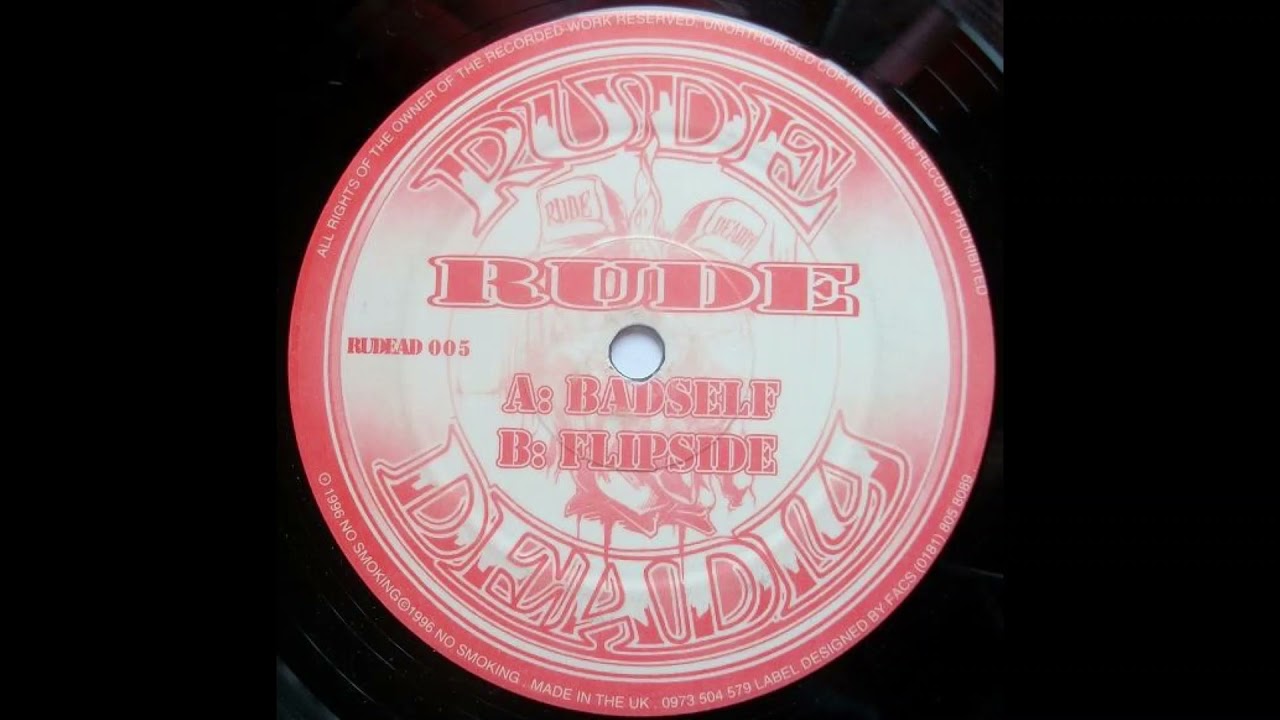 ALL RIGHTS OF THE OWNER OF THE RECORDED WORK RESERVED. UNORTHORISED COPYING OF THIS RECORD PROHIBITED
RUDE
RUDE
DEADLY
RUDE
RUDEAD 005
A: BADSELF
B: FLIPSIDE
DEADLY
℗1996 NO SMOKING©1996 NO SMOKING . MADE IN THE UK . 0973 504 579 LABEL DESIGNED BY FACS (0181) 805 8089